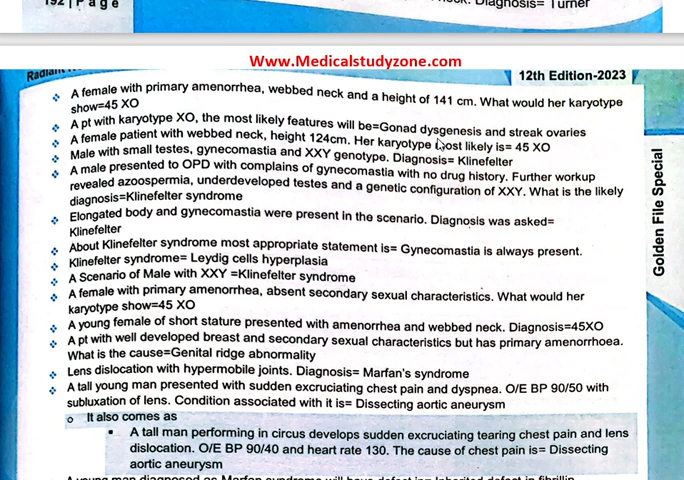 192 | P a g e
Diagnosis= Turner
www.Medicalstudyzone.com
Radiant
12th Edition-2023
❖ A female with primary amenorrhea, webbed neck and a height of 141 cm. What would her karyotype
show=45 XO
❖ A pt with karyotype XO, the most likely features will be=Gonad dysgenesis and streak ovaries
❖ A female patient with webbed neck, height 124cm. Her karyotype most likely is= 45 XO
❖ Male with small testes, gynecomastia and XXY genotype. Diagnosis= Klinefelter
❖ A male presented to OPD with complains of gynecomastia with no drug history. Further workup
revealed azoospermia, underdeveloped testes and a genetic configuration of XXY. What is the likely
diagnosis=Klinefelter syndrome
❖ Elongated body and gynecomastia were present in the scenario. Diagnosis was asked=
Klinefelter
❖ About Klinefelter syndrome most appropriate statement is= Gynecomastia is always present.
❖ Klinefelter syndrome= Leydig cells hyperplasia
❖ A Scenario of Male with XXY =Klinefelter syndrome
❖ A female with primary amenorrhea, absent secondary sexual characteristics. What would her
karyotype show=45 XO
❖ A young female of short stature presented with amenorrhea and webbed neck. Diagnosis=45XO
❖ A pt with well developed breast and secondary sexual characteristics but has primary amenorrhoea.
What is the cause=Genital ridge abnormality
❖ Lens dislocation with hypermobile joints. Diagnosis= Marfan's syndrome
❖ A tall young man presented with sudden excruciating chest pain and dyspnea. O/E BP 90/50 with
subluxation of lens. Condition associated with it is= Dissecting aortic aneurysm
o It also comes as
▪ A tall man performing in circus develops sudden excruciating tearing chest pain and lens
dislocation. O/E BP 90/40 and heart rate 130. The cause of chest pain is= Dissecting
aortic aneurysm
Golden File Special